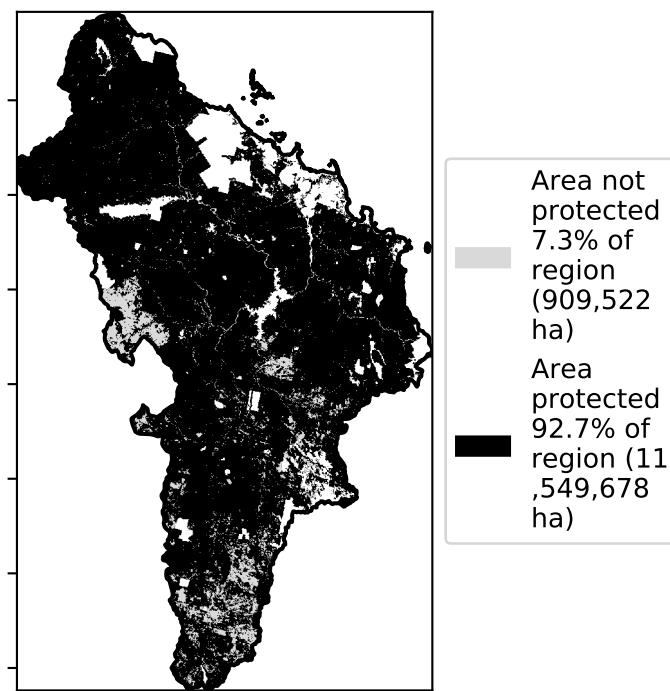 Area not
protected
7.3% of
region
(909,522
ha)
Area
protected
92.7% of
region (11
,549,678
ha)